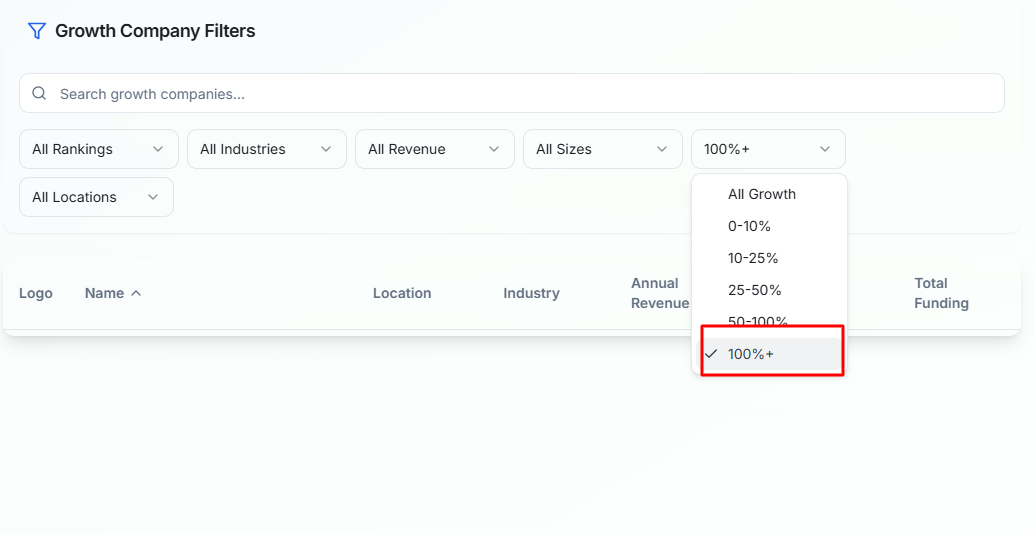 Growth Company Filters
Search growth companies...
All Rankings
All Industries
All Revenue
All Sizes
100%+
All Locations
All Growth
0-10%
10-25%
25-50%
50-100%
100%+
Logo
Name
Location
Industry
Annual
Revenue
Total
Funding